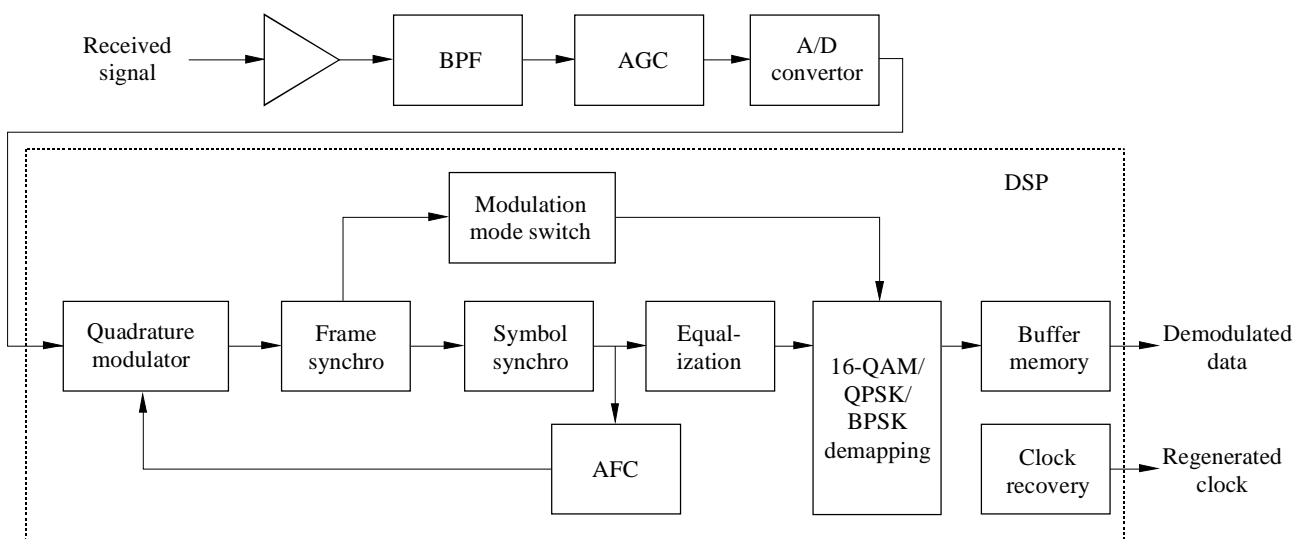 Received
signal
BPF
AGC
A/D
convertor
DSP
Modulation
mode switch
Quadrature
modulator
Frame
synchro
Symbol
synchro
Equal-
ization
16-QAM/
QPSK/
BPSK
demapping
Buffer
memory
Demodulated
data
AFC
Clock
recovery
Regenerated
clock